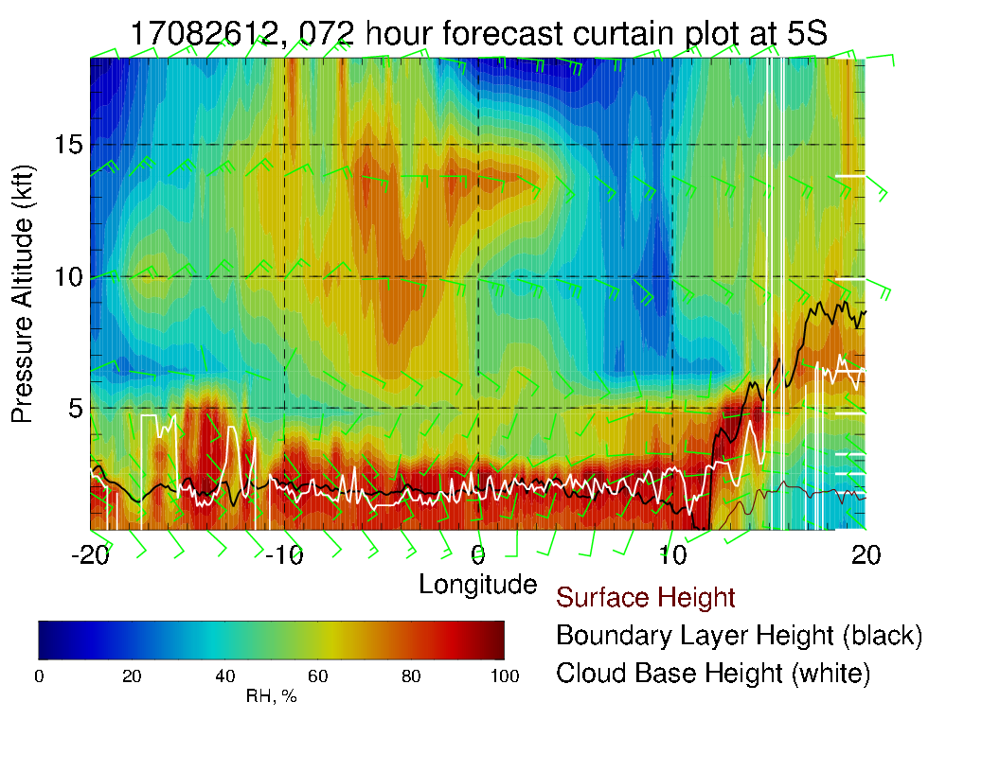 17082612, 072 hour forecast curtain plot at 5S
Pressure Altitude (kft)
15
10
5
-20 -10 0 10 20
Longitude
Surface Height
Boundary Layer Height (black)
Cloud Base Height (white)
0 20 40 60 80 100
RH, %